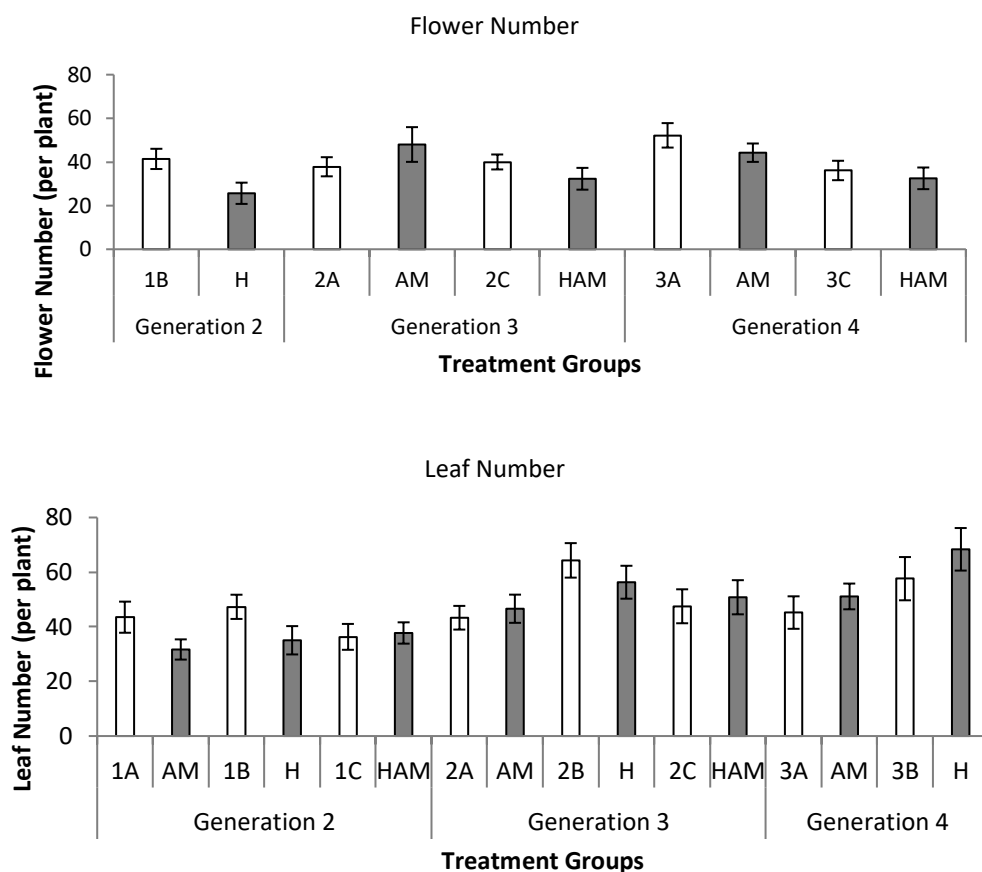 Flower Number
Flower Number (per plant)
80
60
40
20
0
1B H 2A AM 2C HAM 3A AM 3C HAM
Generation 2 Generation 3 Generation 4
Treatment Groups
Leaf Number
Leaf Number (per plant)
80
60
40
20
0
1A AM 1B H 1C HAM 2A AM 2B H 2C HAM 3A AM 3B H
Generation 2 Generation 3 Generation 4
Treatment Groups